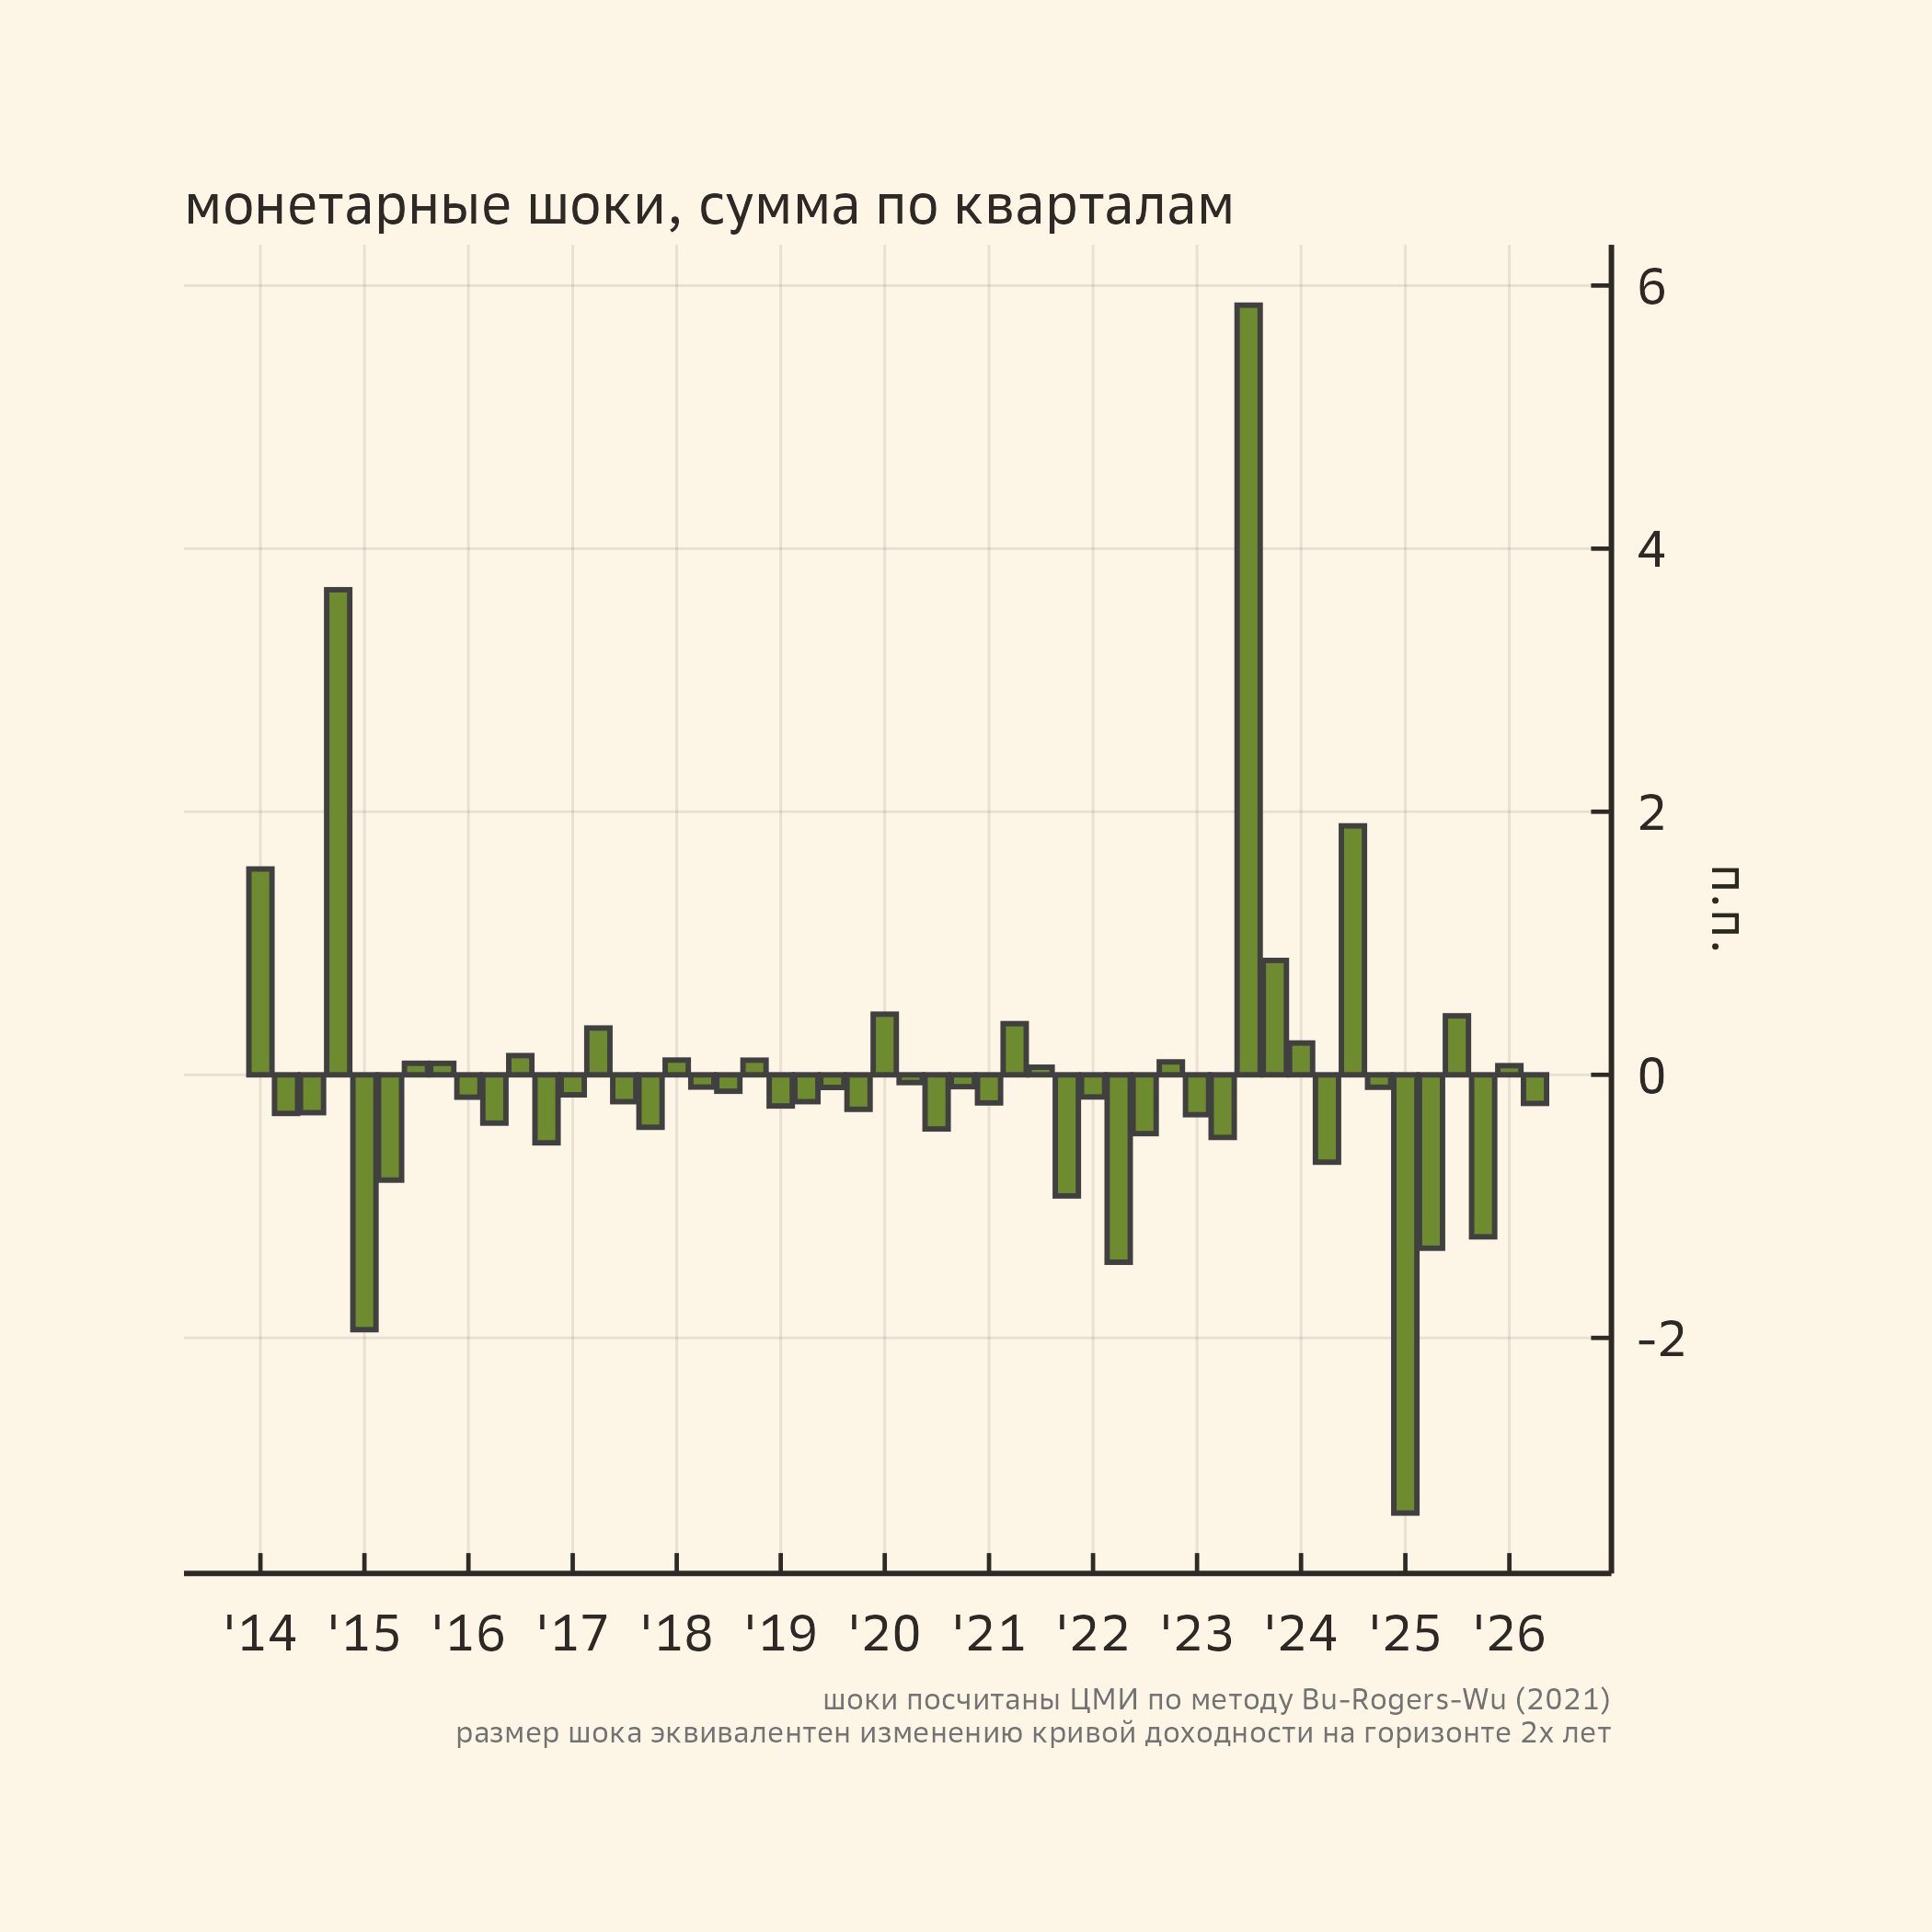 монетарные шоки, сумма по кварталам
6
4
2
0
-2
п.п.
'14 '15 '16 '17 '18 '19 '20 '21 '22 '23 '24 '25 '26
шоки посчитаны ЦМИ по методу Bu-Rogers-Wu (2021)
размер шока эквивалентен изменению кривой доходности на горизонте 2х лет